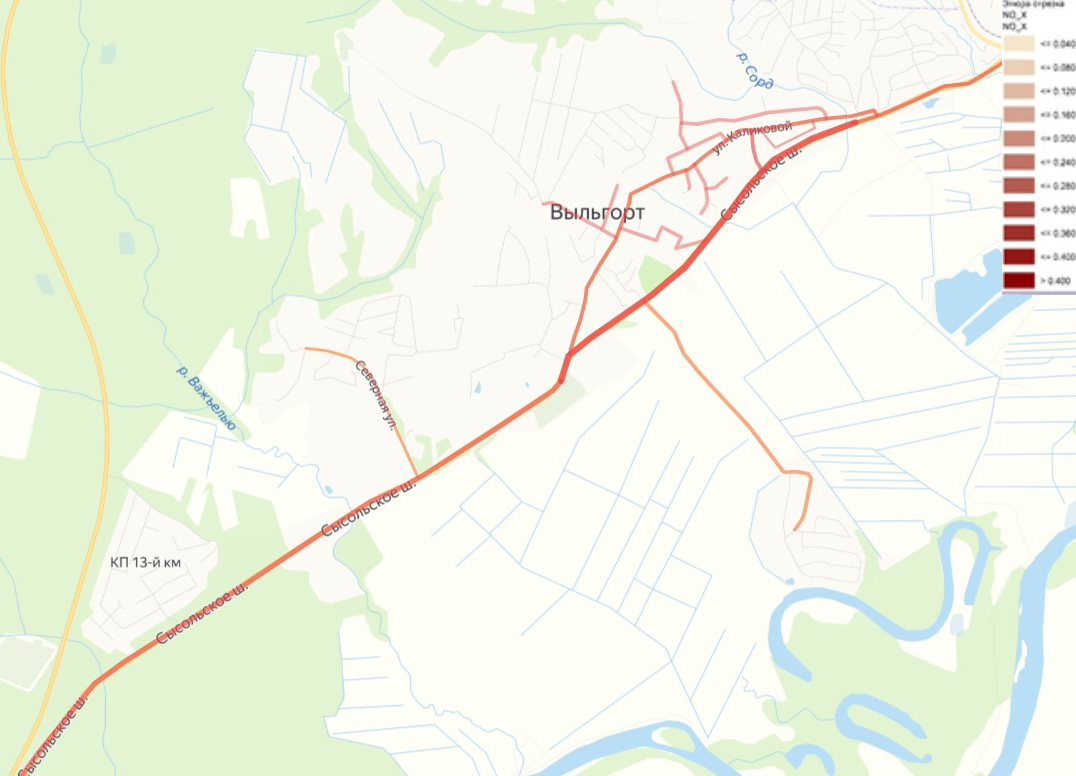 Эпюра отрезка
NO_X
NO_X
<= 0.040
<= 0.080
<= 0.120
<= 0.160
<= 0.200
<= 0.240
<= 0.280
<= 0.320
<= 0.360
<= 0.400
> 0.400
р. Сорд
ул. Каликовой
Сысольское ш.
Выльгорт
р. Важъелью
Северная ул.
Сысольское ш.
КП 13-й км
Сысольское ш.
Сысольское ш.